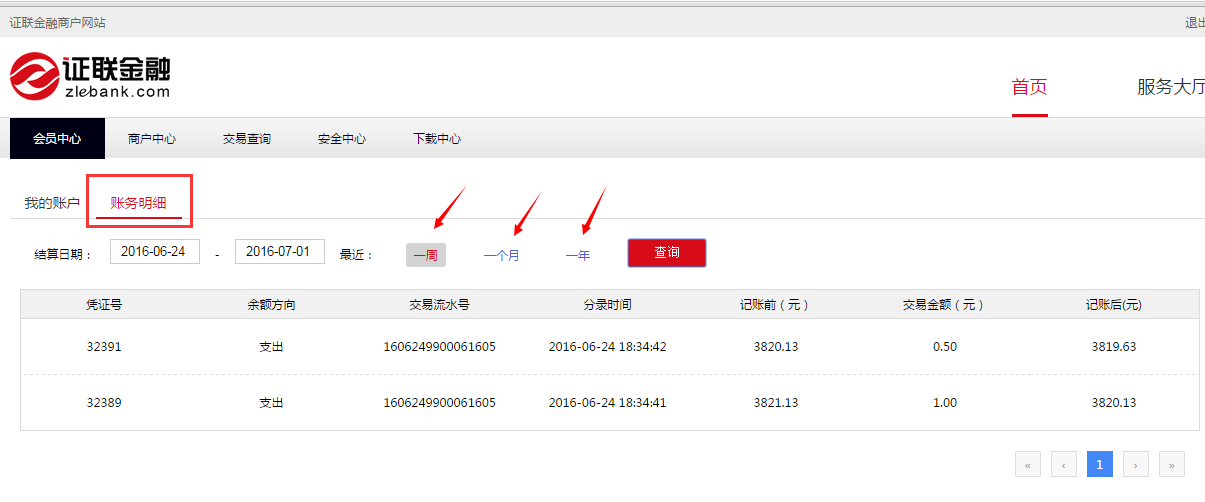 证联金融商户网站
证联金融
zlebank.com
首页
会员中心 商户中心 交易查询 安全中心 下载中心
我的账户 账务明细
结算日期： 2016-06-24 - 2016-07-01 最近： 一周 一个月 一年 查询
凭证号 余额方向 交易流水号 分录时间 记账前（元） 交易金额（元） 记账后(元)
32391 支出 1606249900061605 2016-06-24 18:34:42 3820.13 0.50 3819.63
32389 支出 1606249900061605 2016-06-24 18:34:41 3821.13 1.00 3820.13
« ‹ 1 › »